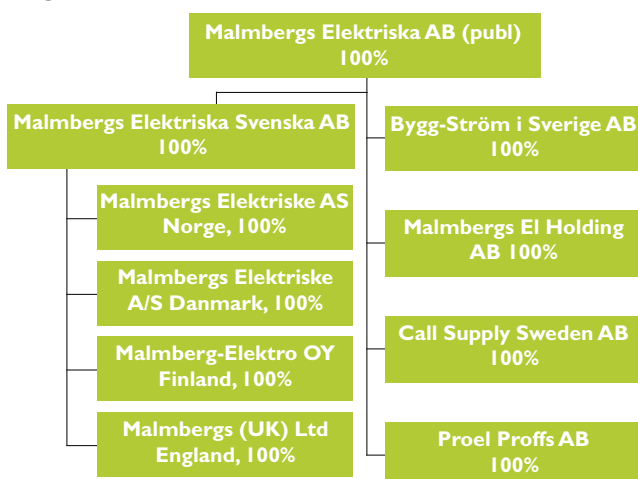 Malmbergs Elektriska AB (publ)
100%
Malmbergs Elektriska Svenska AB
100%
Malmbergs Elektriske AS
Norge, 100%
Malmbergs Elektriske
A/S Danmark, 100%
Malmberg-Elektro OY
Finland, 100%
Malmbergs (UK) Ltd
England, 100%
Bygg-Ström i Sverige AB
100%
Malmbergs El Holding
AB 100%
Call Supply Sweden AB
100%
Proel Proffs AB
100%